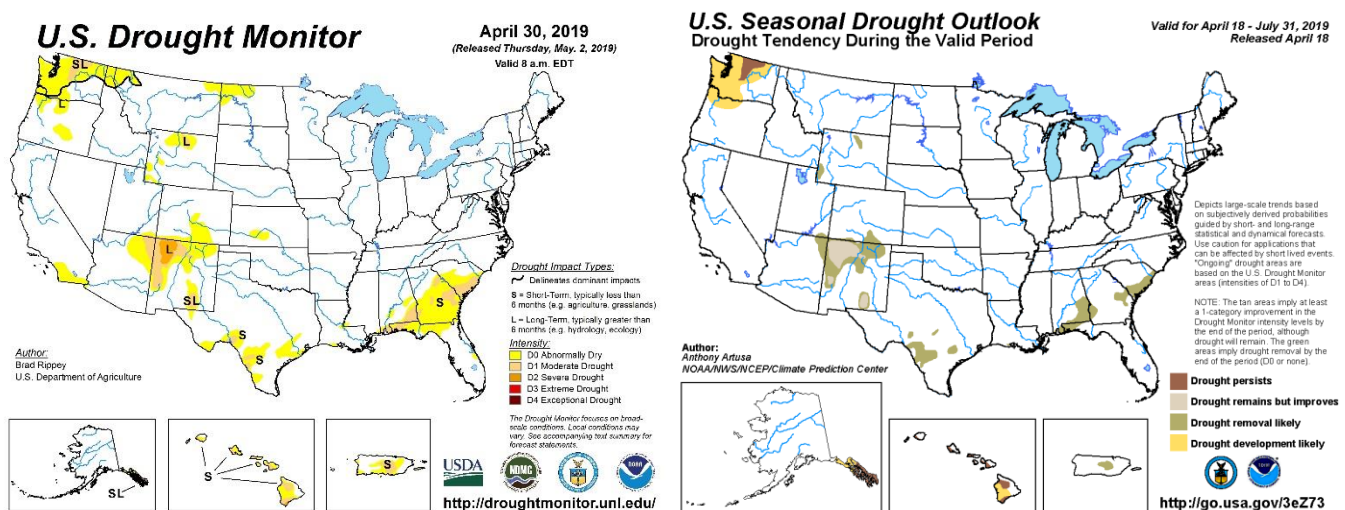 U.S. Drought Monitor
April 30, 2019
(Released Thursday, May. 2, 2019)
Valid 8 a.m. EDT
SL
L
L
L
SL
S
S
S
Drought Impact Types:
Delineates dominant impacts
S = Short-Term, typically less than
6 months (e.g. agriculture, grasslands)
L = Long-Term, typically greater than
6 months (e.g. hydrology, ecology)
Intensity:
D0 Abnormally Dry
D1 Moderate Drought
D2 Severe Drought
D3 Extreme Drought
D4 Exceptional Drought
Author:
Brad Rippey
U.S. Department of Agriculture
The Drought Monitor focuses on broad-
scale conditions. Local conditions may
vary. See accompanying text summary for
forecast statements.
SL
S
S
USDA
NDMC
http://droughtmonitor.unl.edu/
U.S. Seasonal Drought Outlook
Drought Tendency During the Valid Period
Valid for April 18 - July 31, 2019
Released April 18
Depicts large-scale trends based
on subjectively derived probabilities
guided by short- and long-range
statistical and dynamical forecasts.
Use caution for applications that
can be affected by short lived events.
"Ongoing" drought areas are
based on the U.S. Drought Monitor
areas (intensities of D1 to D4).
NOTE: The tan areas imply at least
a 1-category improvement in the
Drought Monitor intensity levels by
the end of the period, although
drought will remain. The green
areas imply drought removal by the
end of the period (D0 or none).
Author:
Anthony Artusa
NOAA/NWS/NCEP/Climate Prediction Center
Drought persists
Drought remains but improves
Drought removal likely
Drought development likely
http://go.usa.gov/3eZ73